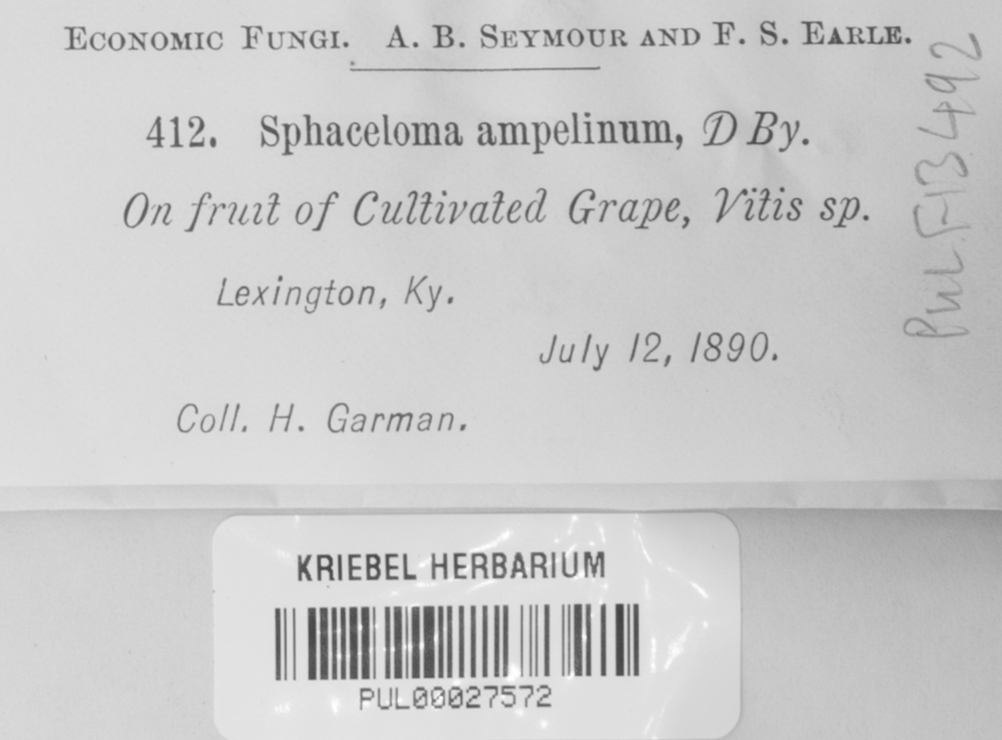 ECONOMIC FUNGI. A. B. SEYMOUR AND F. S. EARLE.
412. Sphaceloma ampelinum, D By.
On fruit of Cultivated Grape, Vitis sp.
Lexington, Ky.
July 12, 1890.
Coll. H. Garman.
PUL F13492
KRIEBEL HERBARIUM
PUL00027572